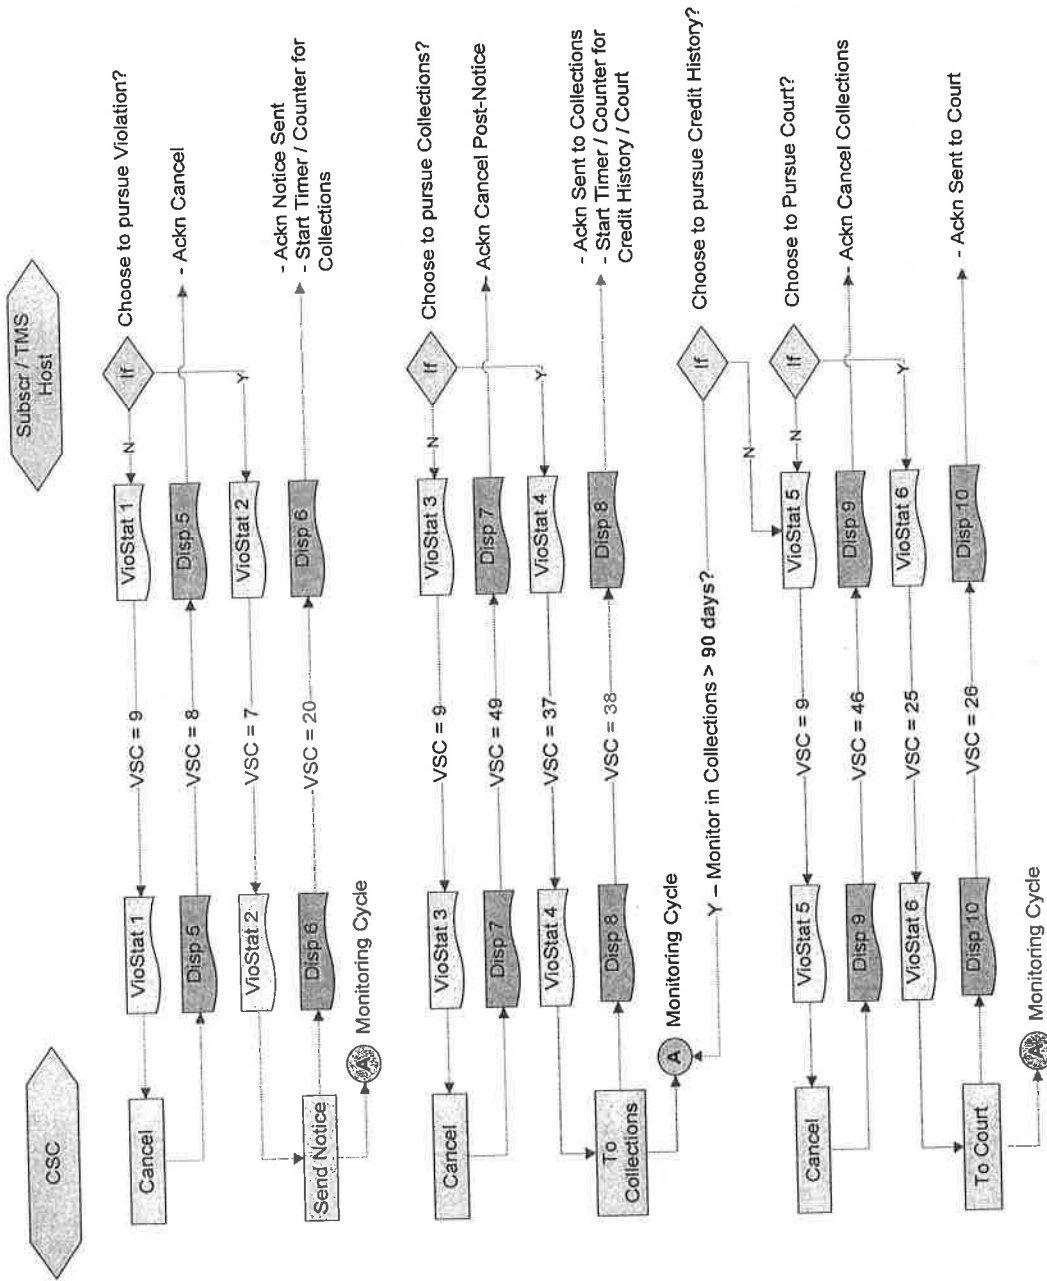 CSC
Subscr / TMS
Host
Choose to pursue Violation?
If
N
VioStat 1
VSC = 9
VioStat 1
Cancel
Disp 5
VSC = 8
Disp 5
- Ackn Cancel
Y
VioStat 2
VSC = 7
VioStat 2
Send Notice
Disp 6
VSC = 20
Disp 6
- Ackn Notice Sent
- Start Timer / Counter for
Collections
A
Monitoring Cycle
Choose to pursue Collections?
If
N
VioStat 3
VSC = 9
VioStat 3
Cancel
Disp 7
VSC = 49
Disp 7
- Ackn Cancel Post-Notice
Y
VioStat 4
VSC = 37
VioStat 4
To
Collections
Disp 8
VSC = 38
Disp 8
- Ackn Sent to Collections
- Start Timer / Counter for
Credit History / Court
A
Monitoring Cycle
Choose to pursue Credit History?
If
Y – Monitor in Collections > 90 days?
N
Choose to Pursue Court?
If
N
VioStat 5
VSC = 9
VioStat 5
Cancel
Disp 9
VSC = 46
Disp 9
- Ackn Cancel Collections
Y
VioStat 6
VSC = 25
VioStat 6
To Court
Disp 10
VSC = 26
Disp 10
- Ackn Sent to Court
A
Monitoring Cycle